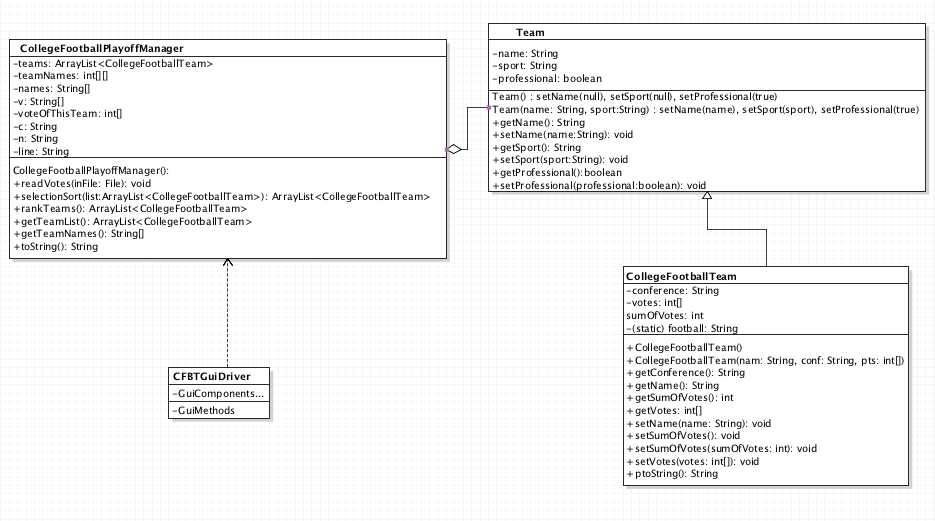 CollegeFootballPlayoffManager
-teams: ArrayList<CollegeFootballTeam>
-teamNames: int[][]
-names: String[]
-v: String[]
-voteOfThisTeam: int[]
-c: String
-n: String
-line: String
CollegeFootballPlayoffManager():
+readVotes(inFile: File): void
+selectionSort(list:ArrayList<CollegeFootballTeam>): ArrayList<CollegeFootballTeam>
+rankTeams(): ArrayList<CollegeFootballTeam>
+getTeamList(): ArrayList<CollegeFootballTeam>
+getTeamNames(): String[]
+toString(): String
Team
-name: String
-sport: String
-professional: boolean
Team() : setName(null), setSport(null), setProfessional(true)
Team(name: String, sport:String) : setName(name), setSport(sport), setProfessional(true)
+getName(): String
+setName(name:String): void
+getSport(): String
+setSport(sport:String): void
+getProfessional():boolean
+setProfessional(professional:boolean): void
CollegeFootballTeam
-conference: String
-votes: int[]
sumOfVotes: int
-(static) football: String
+CollegeFootballTeam()
+CollegeFootballTeam(nam: String, conf: String, pts: int[])
+getConference(): String
+getName(): String
+getSumOfVotes(): int
+getVotes: int[]
+setName(name: String): void
+setSumOfVotes(): void
+setSumOfVotes(sumOfVotes: int): void
+setVotes(votes: int[]): void
+ptoString(): String
CFBTGuiDriver
-GuiComponents...
-GuiMethods